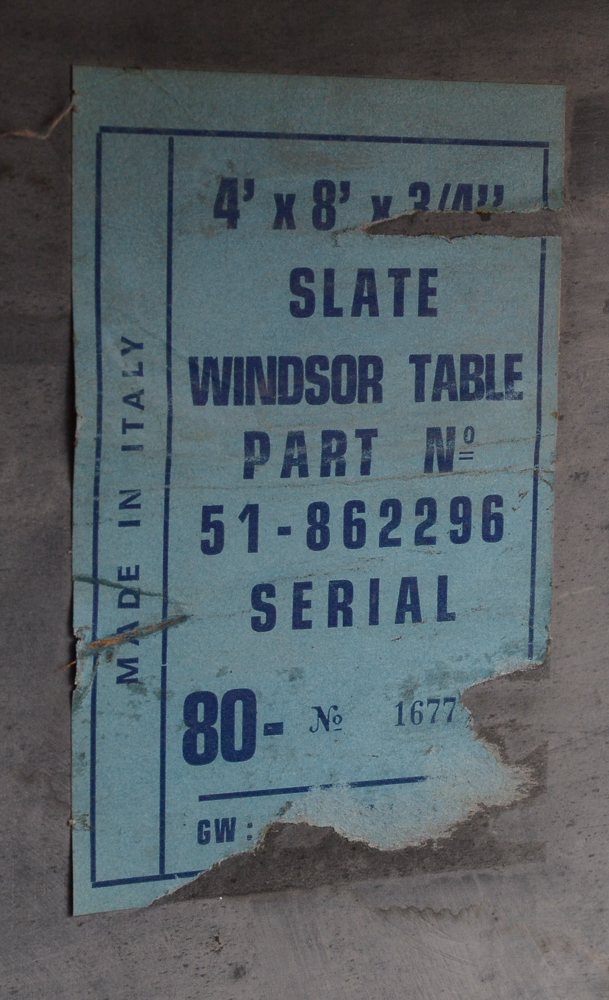 4' x 8' x 3/4''
SLATE
WINDSOR TABLE
PART Nº
51-862296
SERIAL
80- Nº 1677
GW:
MADE IN ITALY